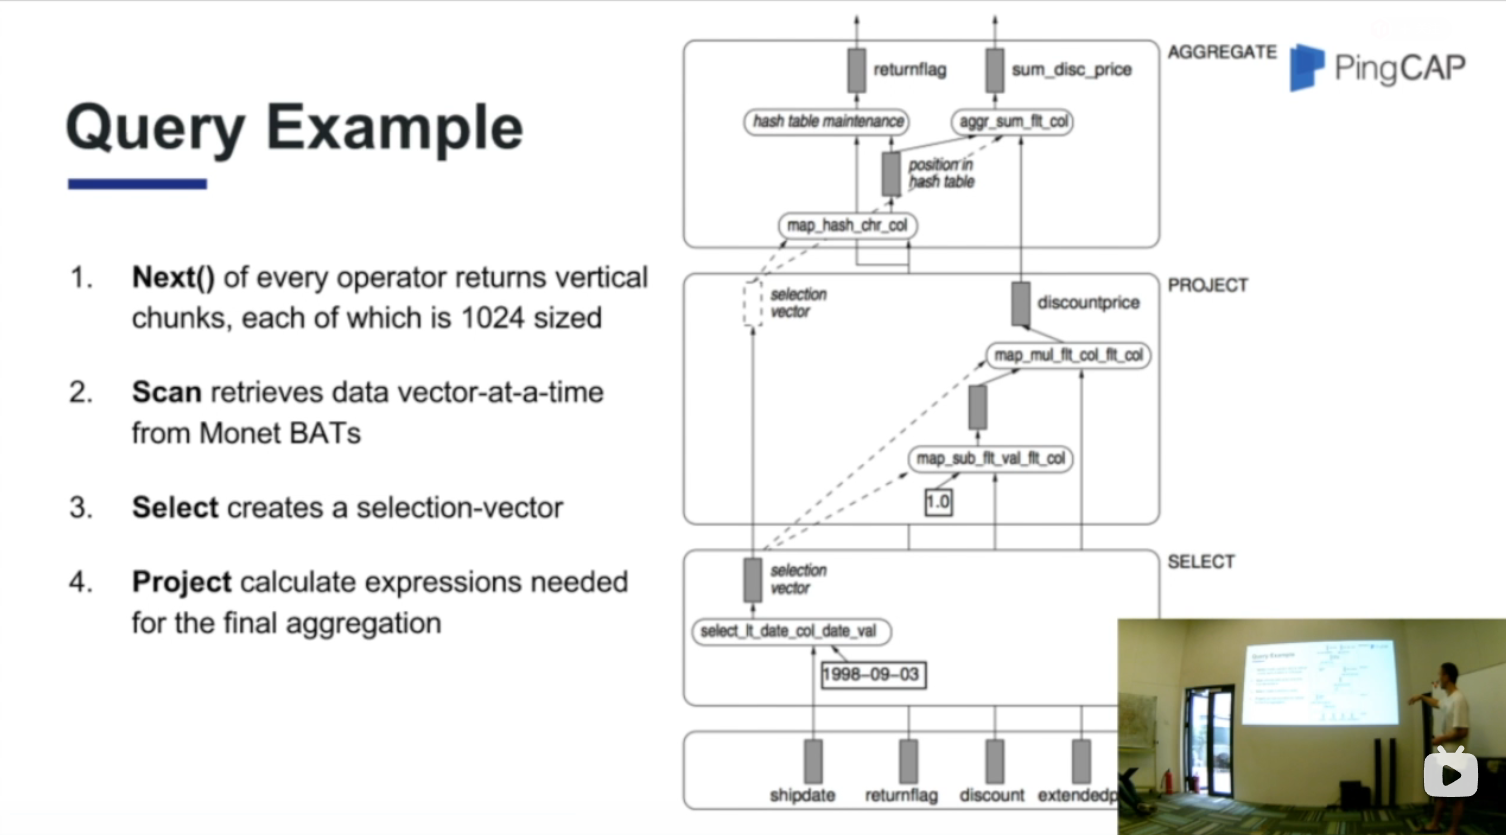 Query Example
1. Next() of every operator returns vertical
chunks, each of which is 1024 sized
2. Scan retrieves data vector-at-a-time
from Monet BATs
3. Select creates a selection-vector
4. Project calculate expressions needed
for the final aggregation
AGGREGATE
PingCAP
returnflag
sum_disc_price
hash table maintenance
aggr_sum_flt_col
position in
hash table
map_hash_chr_col
PROJECT
selection
vector
discountprice
map_mul_flt_col_flt_col
map_sub_flt_val_flt_col
1.0
SELECT
selection
vector
select_lt_date_col_date_val
1998-09-03
shipdate
returnflag
discount
extendedp